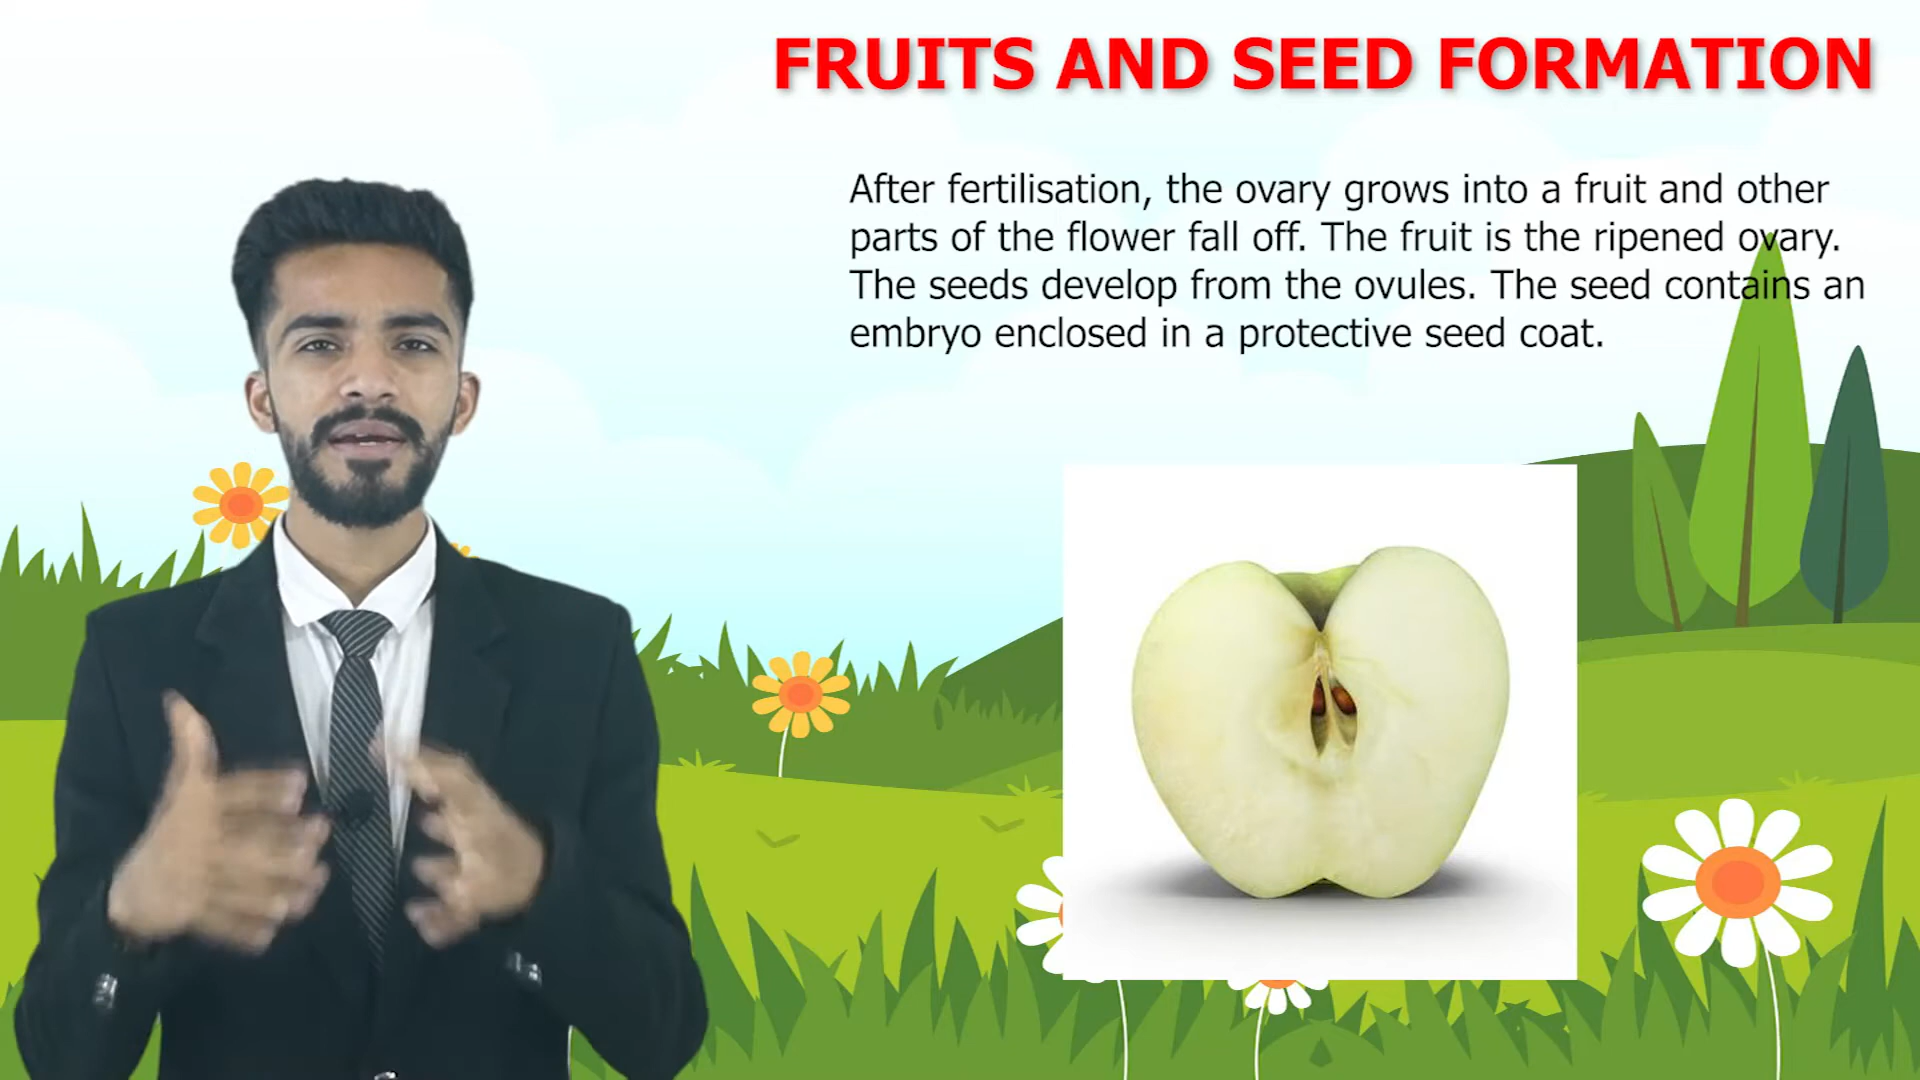 FRUITS AND SEED FORMATION
After fertilisation, the ovary grows into a fruit and other
parts of the flower fall off. The fruit is the ripened ovary.
The seeds develop from the ovules. The seed contains an
embryo enclosed in a protective seed coat.